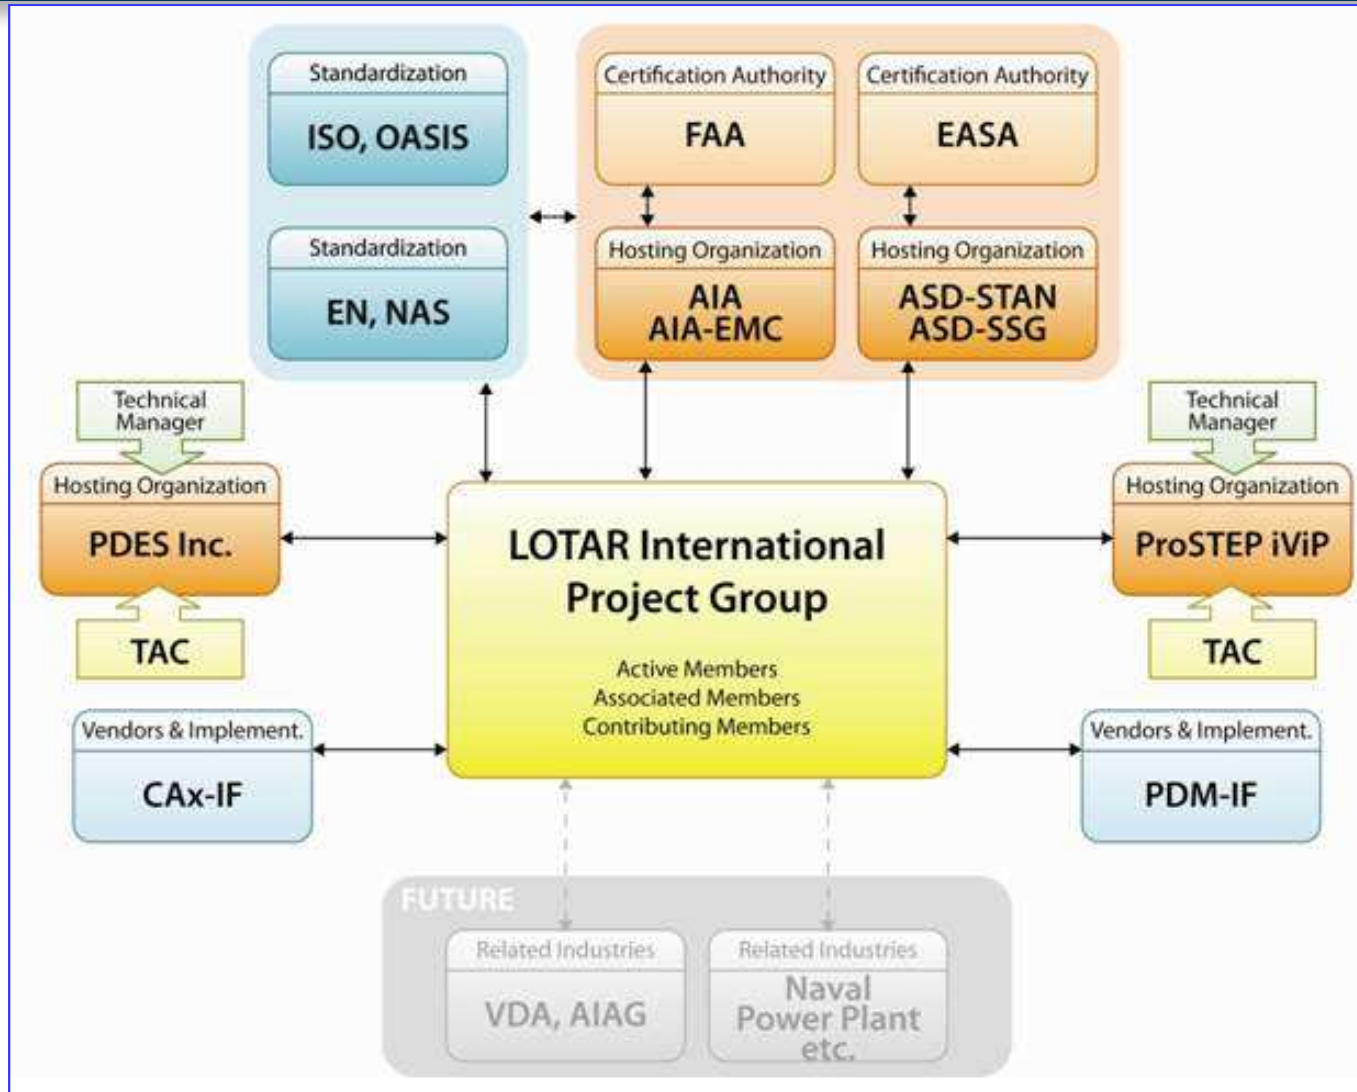 Standardization
ISO, OASIS
Certification Authority
FAA
Certification Authority
EASA
Standardization
EN, NAS
Hosting Organization
AIA
AIA-EMC
Hosting Organization
ASD-STAN
ASD-SSG
Technical
Manager
Hosting Organization
PDES Inc.
TAC
Technical
Manager
Hosting Organization
ProSTEP iViP
TAC
LOTAR International
Project Group
Active Members
Associated Members
Contributing Members
Vendors & Implement.
CAx-IF
Vendors & Implement.
PDM-IF
FUTURE
Related Industries
VDA, AIAG
Related Industries
Naval
Power Plant
etc.